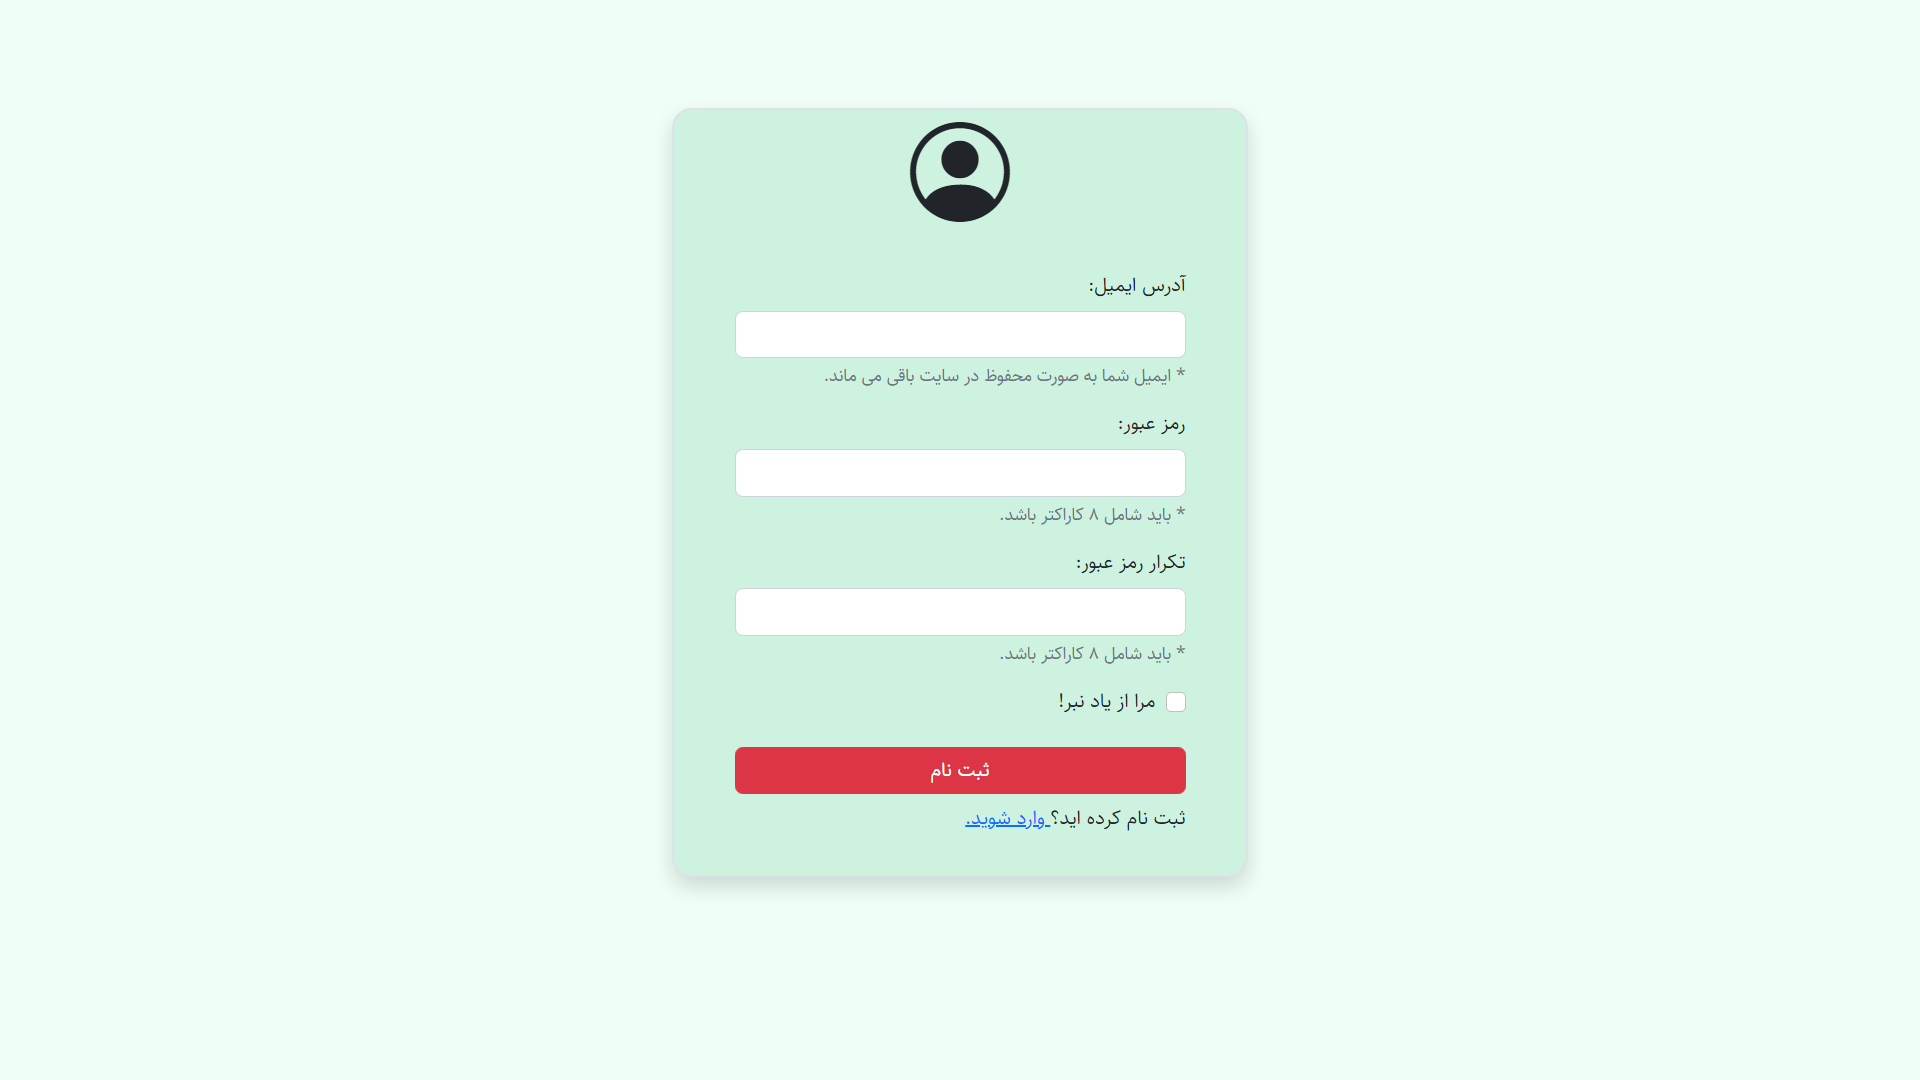 آدرس ایمیل:
* ایمیل شما به صورت محفوظ در سایت باقی می ماند.
رمز عبور:
* باید شامل ۸ کاراکتر باشد.
تکرار رمز عبور:
* باید شامل ۸ کاراکتر باشد.
مرا از یاد نبر!
ثبت نام
ثبت نام کرده اید؟ وارد شوید.